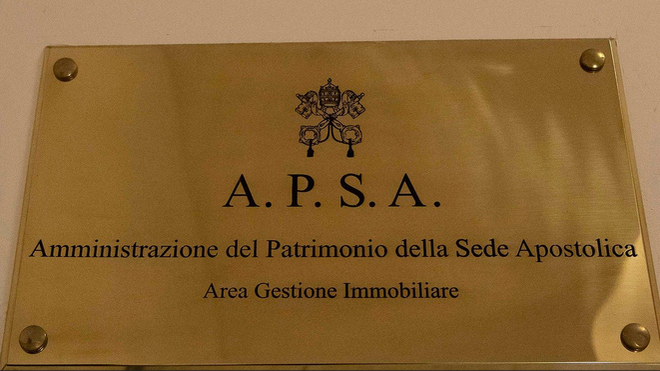 A. P. S. A.
Amministrazione del Patrimonio della Sede Apostolica
Area Gestione Immobiliare